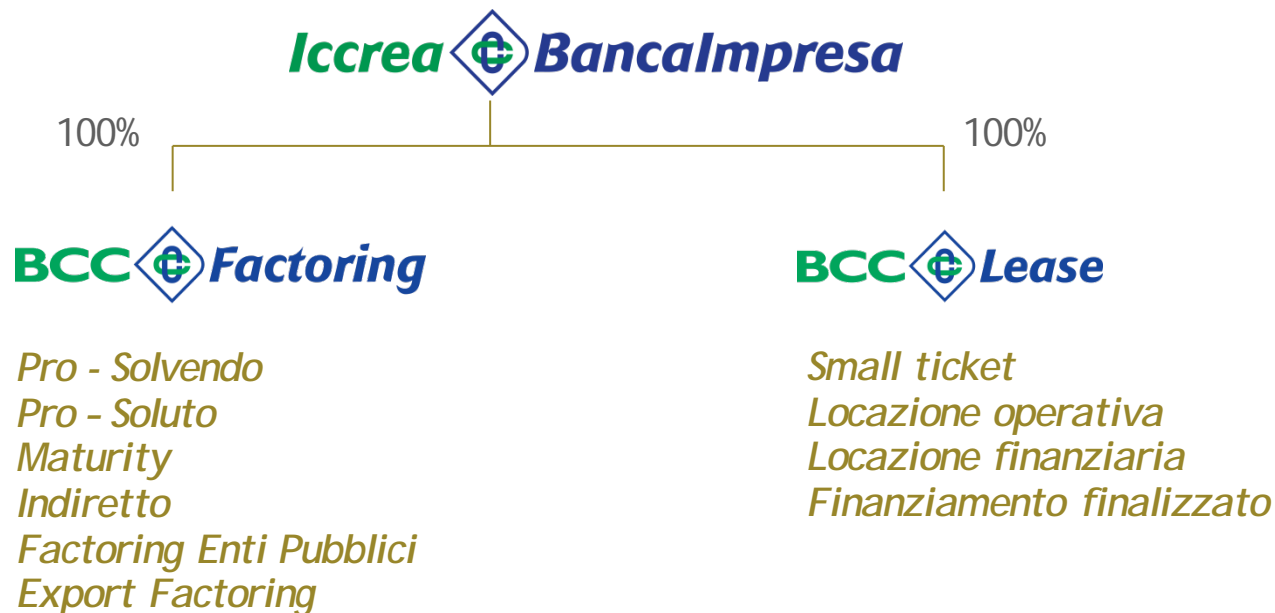 Iccrea BancaImpresa
100%
100%
BCC Factoring
BCC Lease
Pro - Solvendo
Pro – Soluto
Maturity
Indiretto
Factoring Enti Pubblici
Export Factoring
Small ticket
Locazione operativa
Locazione finanziaria
Finanziamento finalizzato